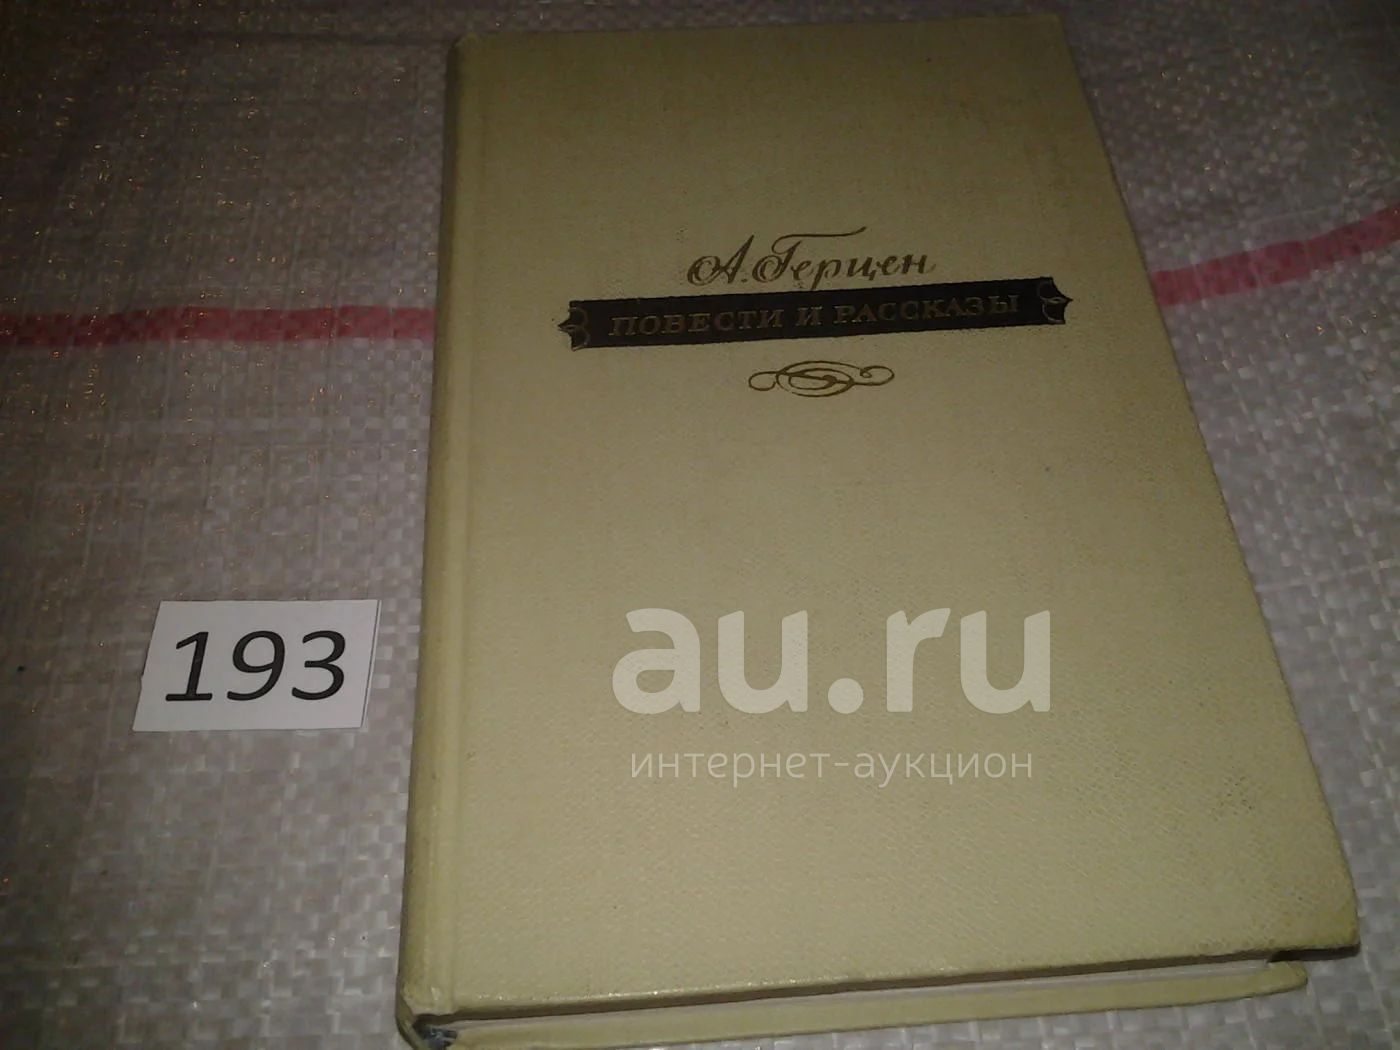 А. Герцен
ПОВЕСТИ И РАССКАЗЫ
193
au.ru
интернет-аукцион